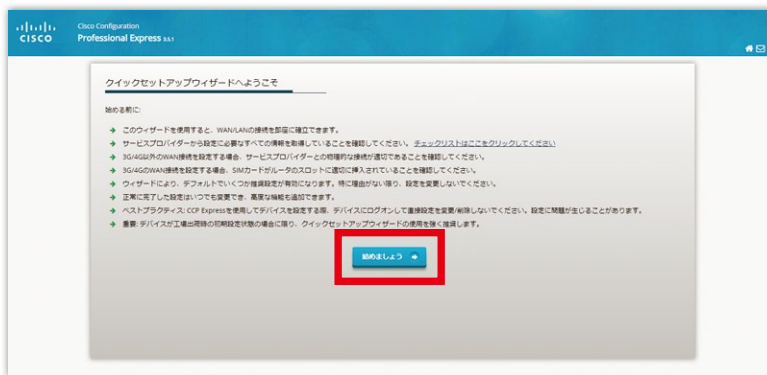 CISCO
Cisco Configuration
Professional Express 3.5.1
クイックセットアップウィザードへようこそ
始める前に:
このウィザードを使用すると、WAN/LANの接続を即座に確立できます。
サービスプロバイダーから設定に必要なすべての情報を取得していることを確認してください。 チェックリストはここをクリックしてください
3G/4G以外のWAN接続を設定する場合、サービスプロバイダーとの物理的な接続が適切であることを確認してください。
3G/4GのWAN接続を設定する場合、SIMカードがルータのスロットに適切に挿入されていることを確認してください。
ウィザードにより、デフォルトでいくつか推奨設定が有効になります。特に理由がない限り、設定を変更しないでください。
正常に完了した設定はいつでも変更でき、高度な機能も追加できます。
ベストプラクティス: CCP Expressを使用してデバイスを設定する際、デバイスにログオンして直接設定を変更/削除しないでください。設定に問題が生じることがあります。
重要: デバイスが工場出荷時の初期設定状態の場合に限り、クイックセットアップウィザードの使用を強く推奨します。
始めましょう